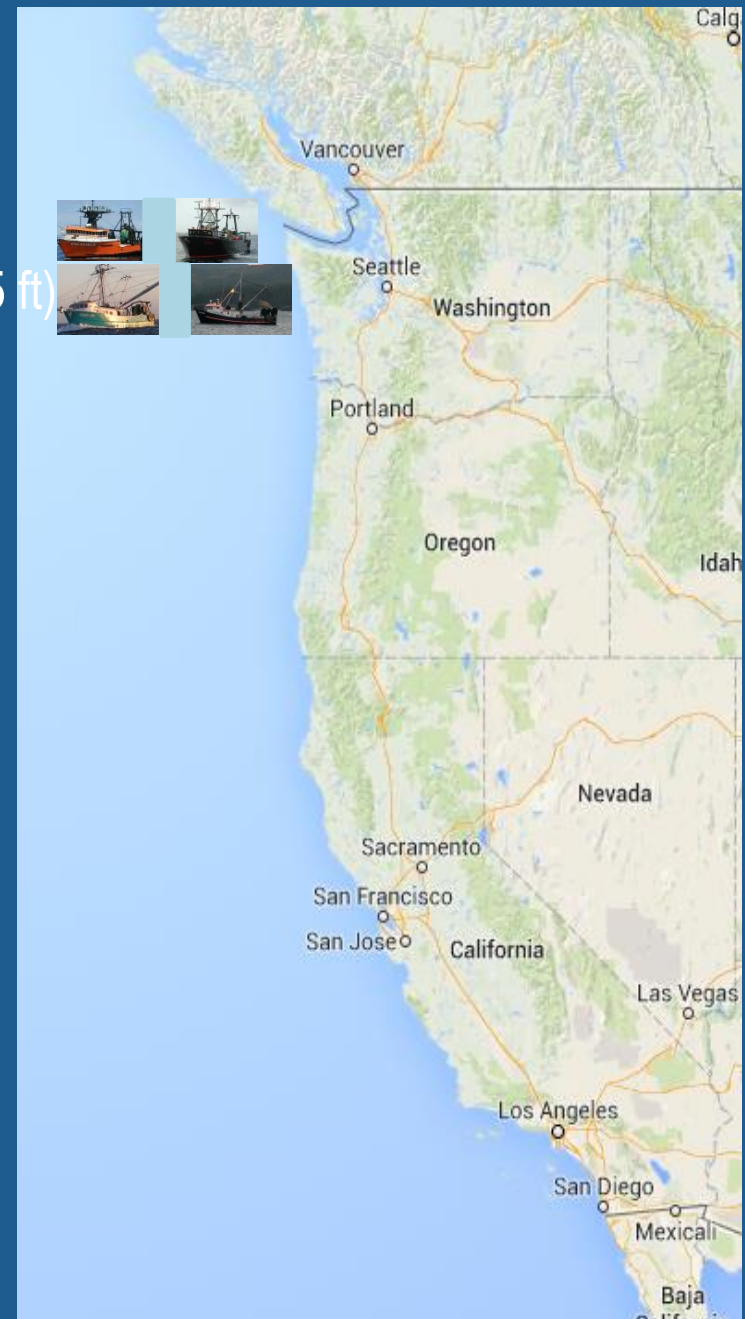 Calg
Vancouver
5 ft)
Seattle
Washington
Portland
Oregon
Idah
Nevada
Sacramento
San Francisco
San Jose
California
Las Vegas
Los Angeles
San Diego
Mexicali
Baja